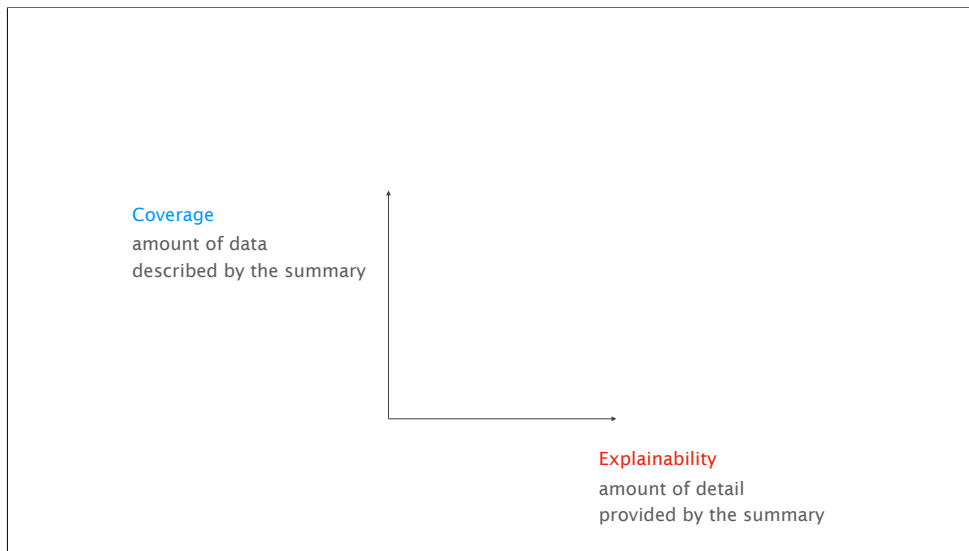 Coverage
amount of data
described by the summary
Explainability
amount of detail
provided by the summary